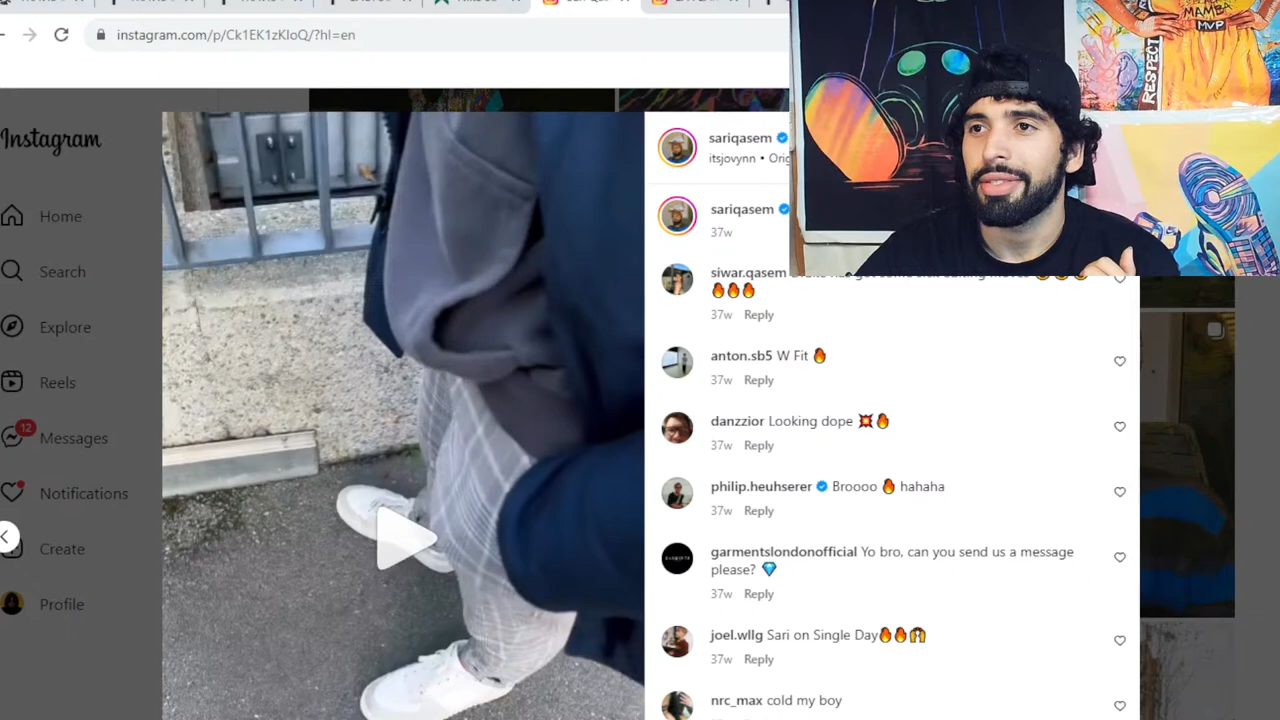 instagram.com/p/Ck1EK1zKIoQ/?hl=en
Instagram
Home
Search
Explore
Reels
12
Messages
Notifications
Create
Profile
sariqasem
itsjovynn • Orig
sariqasem
37w
siwar.qasem
37w Reply
anton.sb5 W Fit 🔥
37w Reply
danzzior Looking dope 💥🔥
37w Reply
philip.heuhserer Broooo 🔥 hahaha
37w Reply
garmentslondonofficial Yo bro, can you send us a message
please? 💎
37w Reply
joel.wllg Sari on Single Day🔥🔥🙌
37w Reply
nrc_max cold my boy
RESPECT
MAMBA
MVP